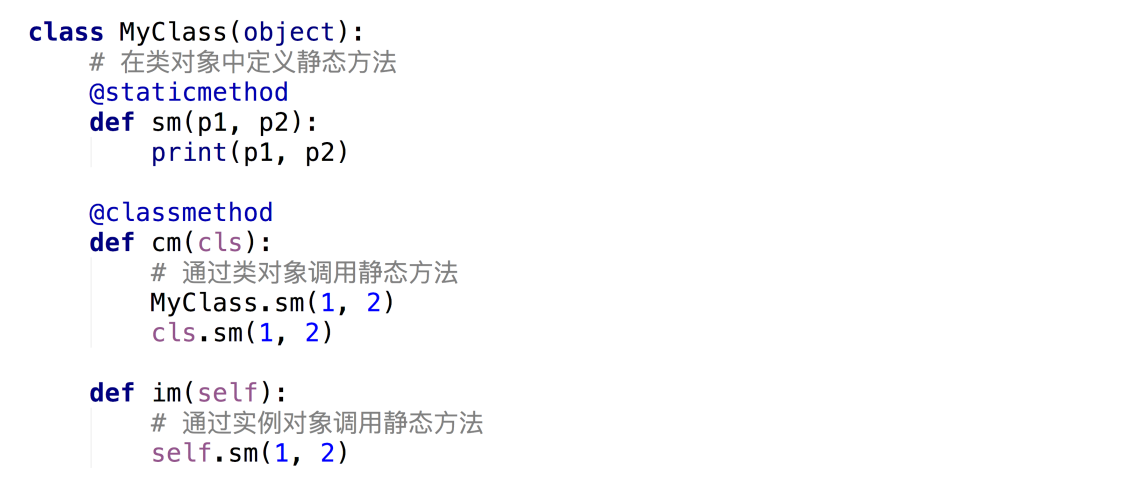 class MyClass(object):
    # 在类对象中定义静态方法
    @staticmethod
    def sm(p1, p2):
        print(p1, p2)

    @classmethod
    def cm(cls):
        # 通过类对象调用静态方法
        MyClass.sm(1, 2)
        cls.sm(1, 2)

    def im(self):
        # 通过实例对象调用静态方法
        self.sm(1, 2)